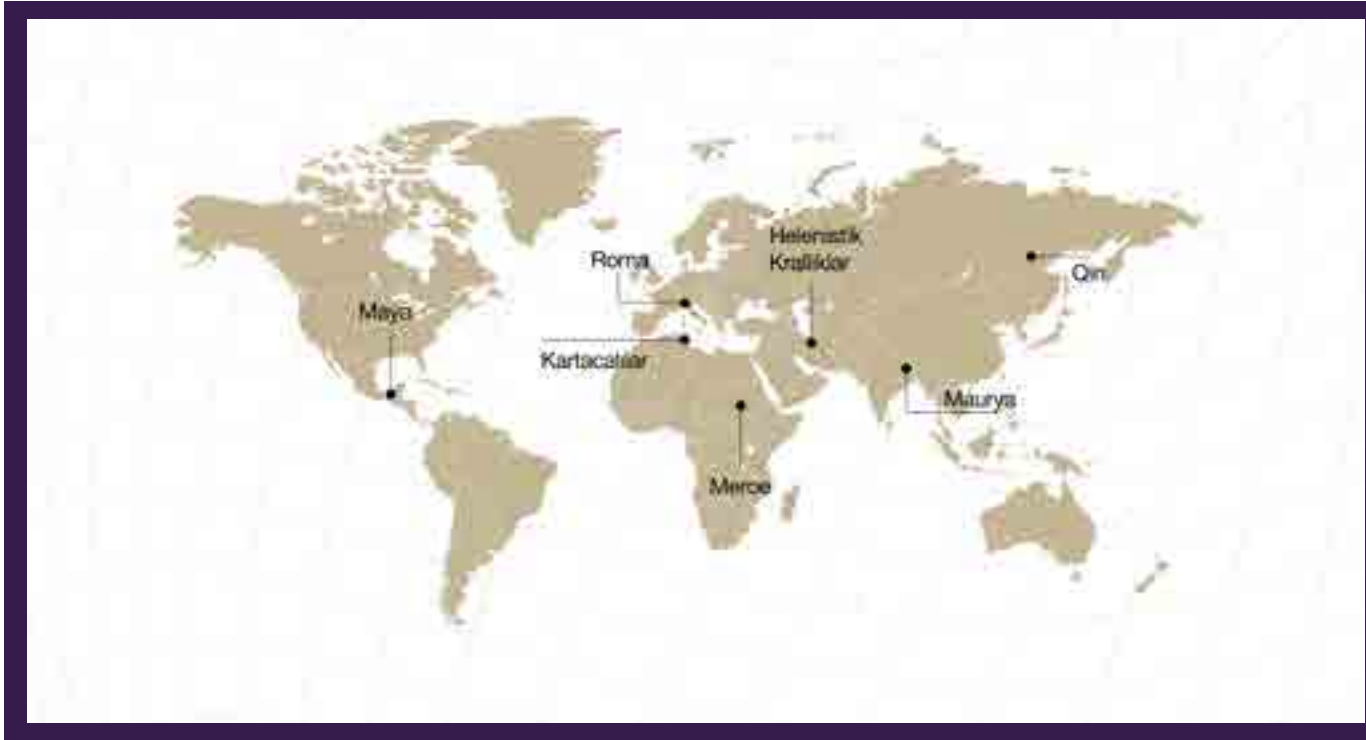 Helenistik
Krallıklar
Roma
Qin
Maya
Kartacalılar
Maurya
Meroe